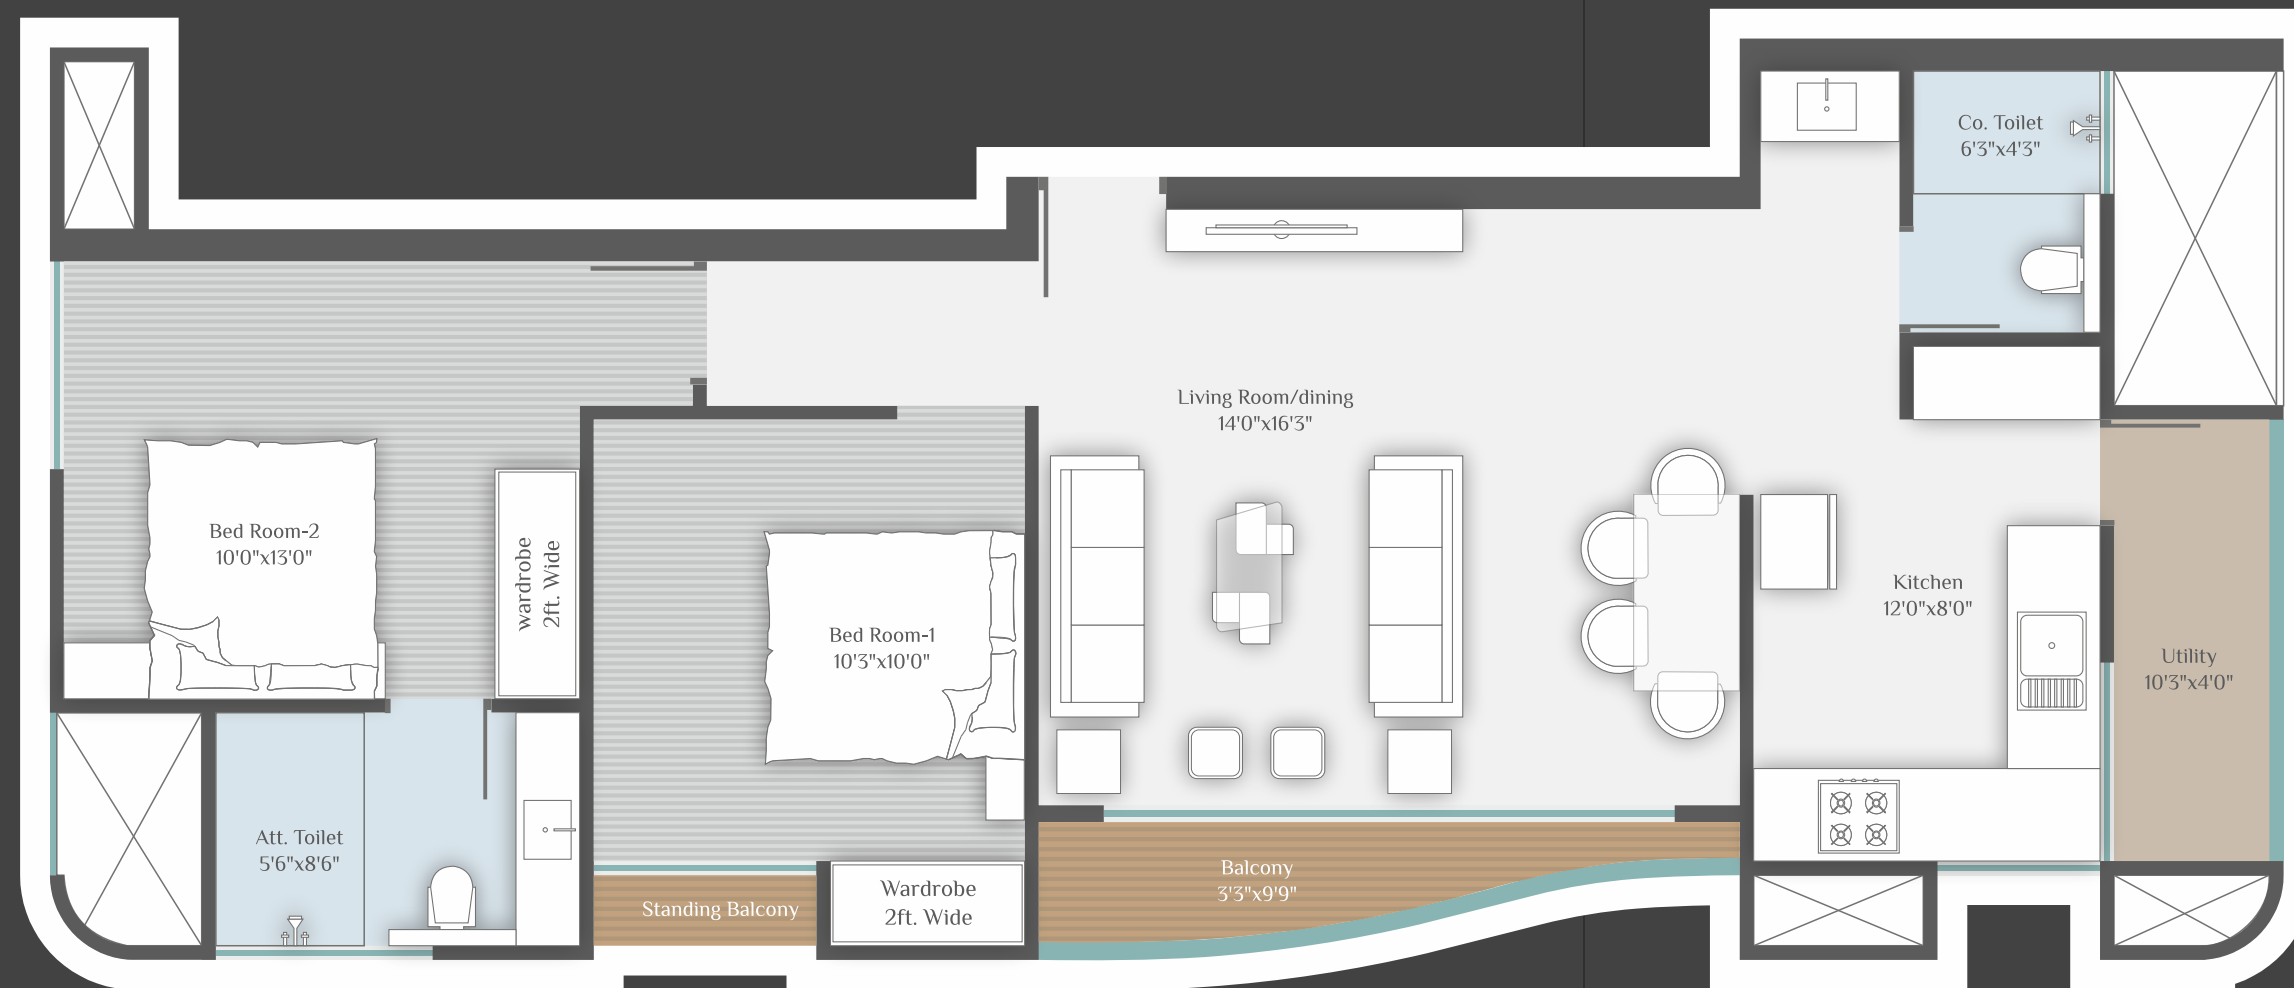 Co. Toilet
6'3"x4'3"
Living Room/dining
14'0"x16'3"
Bed Room-2
10'0"x13'0"
wardrobe
2ft. Wide
Bed Room-1
10'3"x10'0"
Kitchen
12'0"x8'0"
Utility
10'3"x4'0"
Att. Toilet
5'6"x8'6"
Standing Balcony
Wardrobe
2ft. Wide
Balcony
3'3"x9'9"